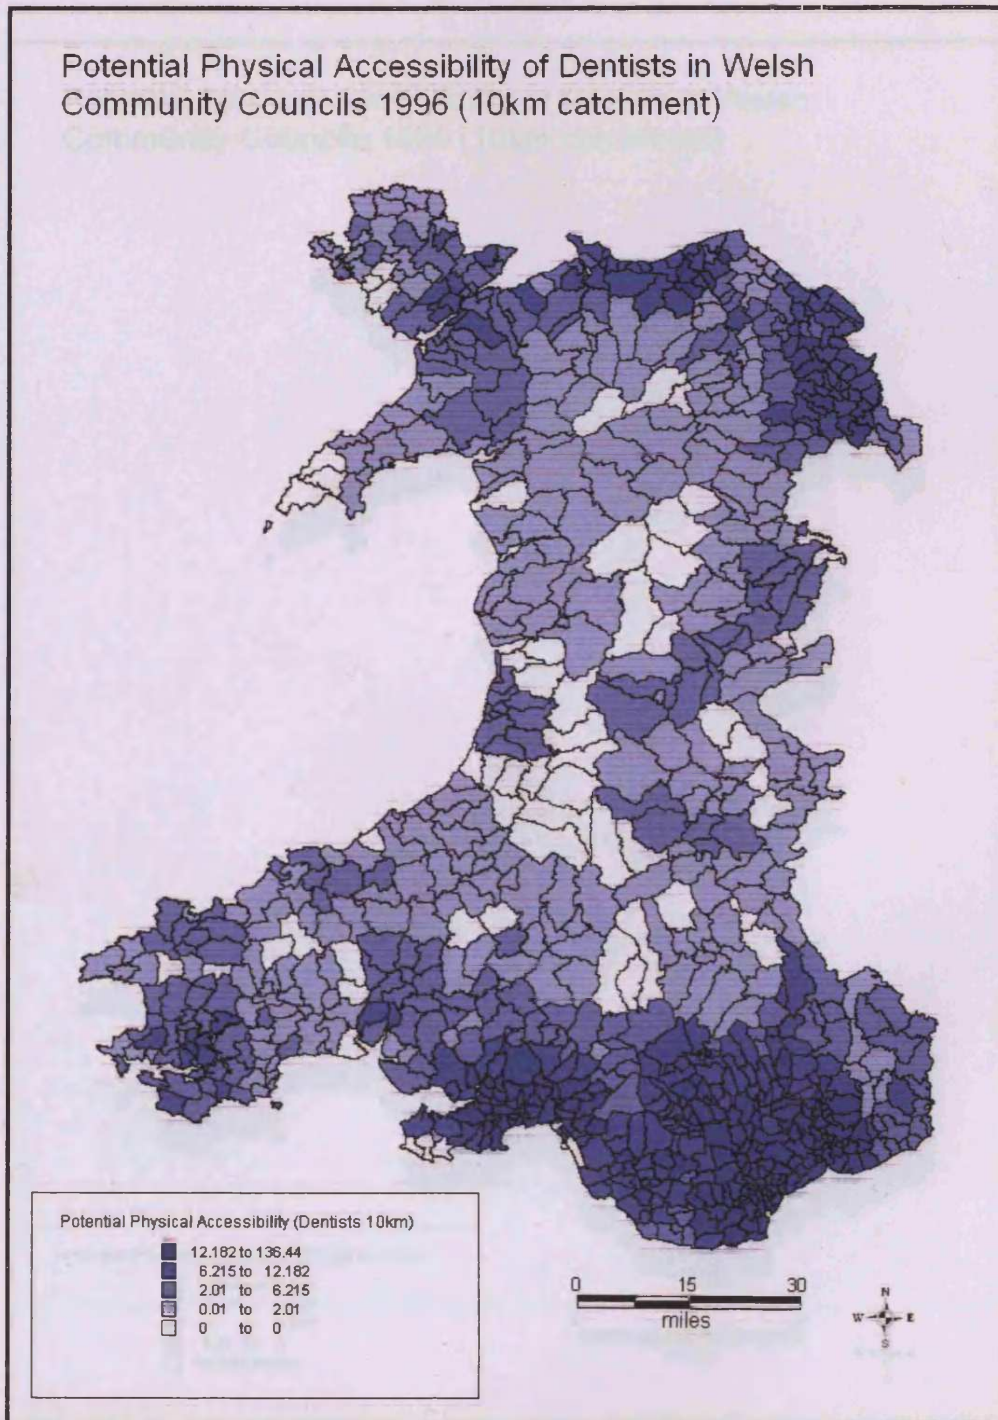 Potential Physical Accessibility of Dentists in Welsh
Community Councils 1996 (10km catchment)
Potential Physical Accessibility (Dentists 10km)
12.182 to 136.44
6.215 to 12.182
2.01 to 6.215
0.01 to 2.01
0 to 0
0 15 30
miles
N
W E
S